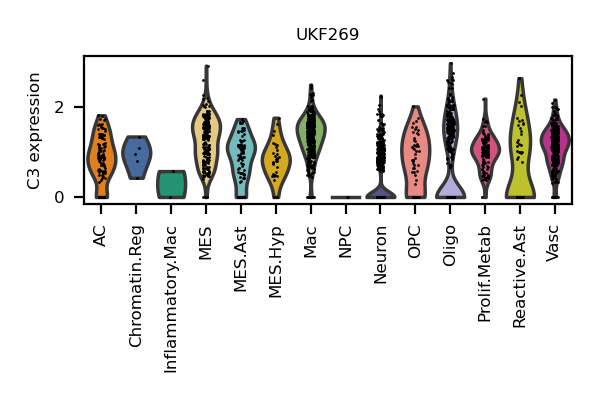 UKF269
C3 expression
2
0
AC
Chromatin.Reg
Inflammatory.Mac
MES
MES.Ast
MES.Hyp
Mac
NPC
Neuron
OPC
Oligo
Prolif.Metab
Reactive.Ast
Vasc